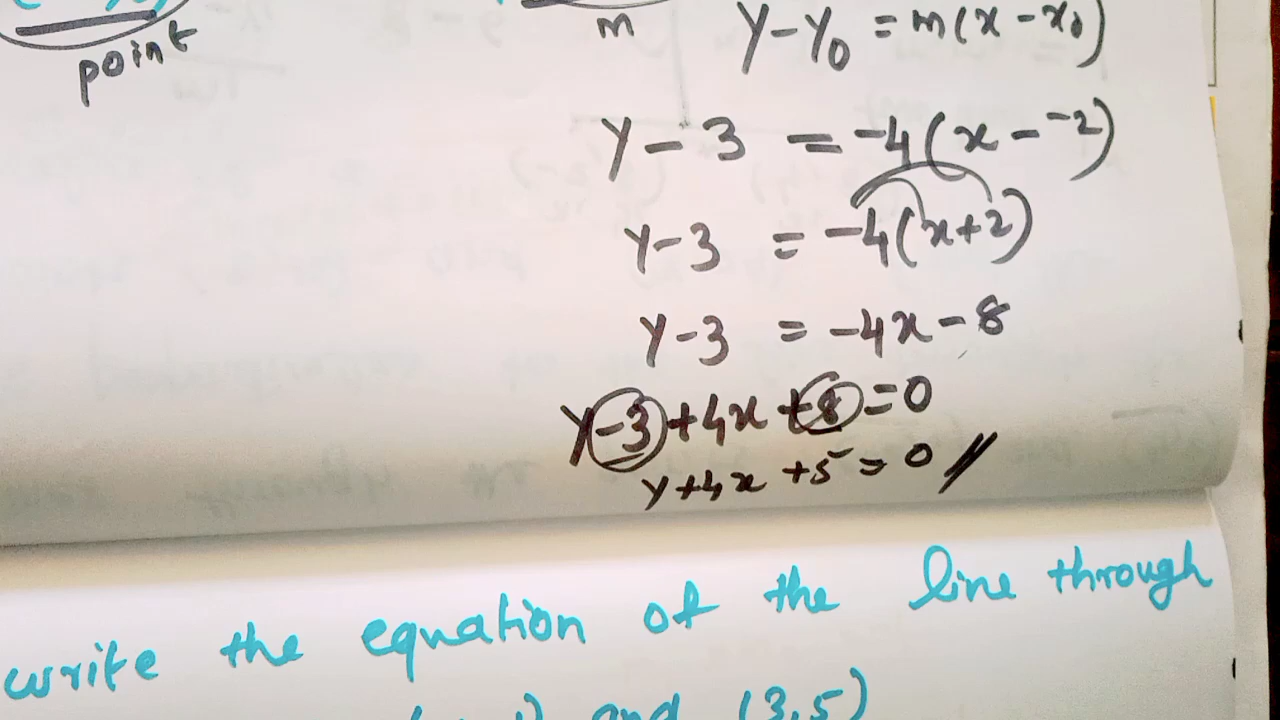 point
m
y-y₀ = m(x-x₀)
y-3 = -4(x--2)
y-3 = -4(x+2)
y-3 = -4x-8
y-3+4x+8=0
y+4x+5=0 //
write the equation of the line through
and (3,5)